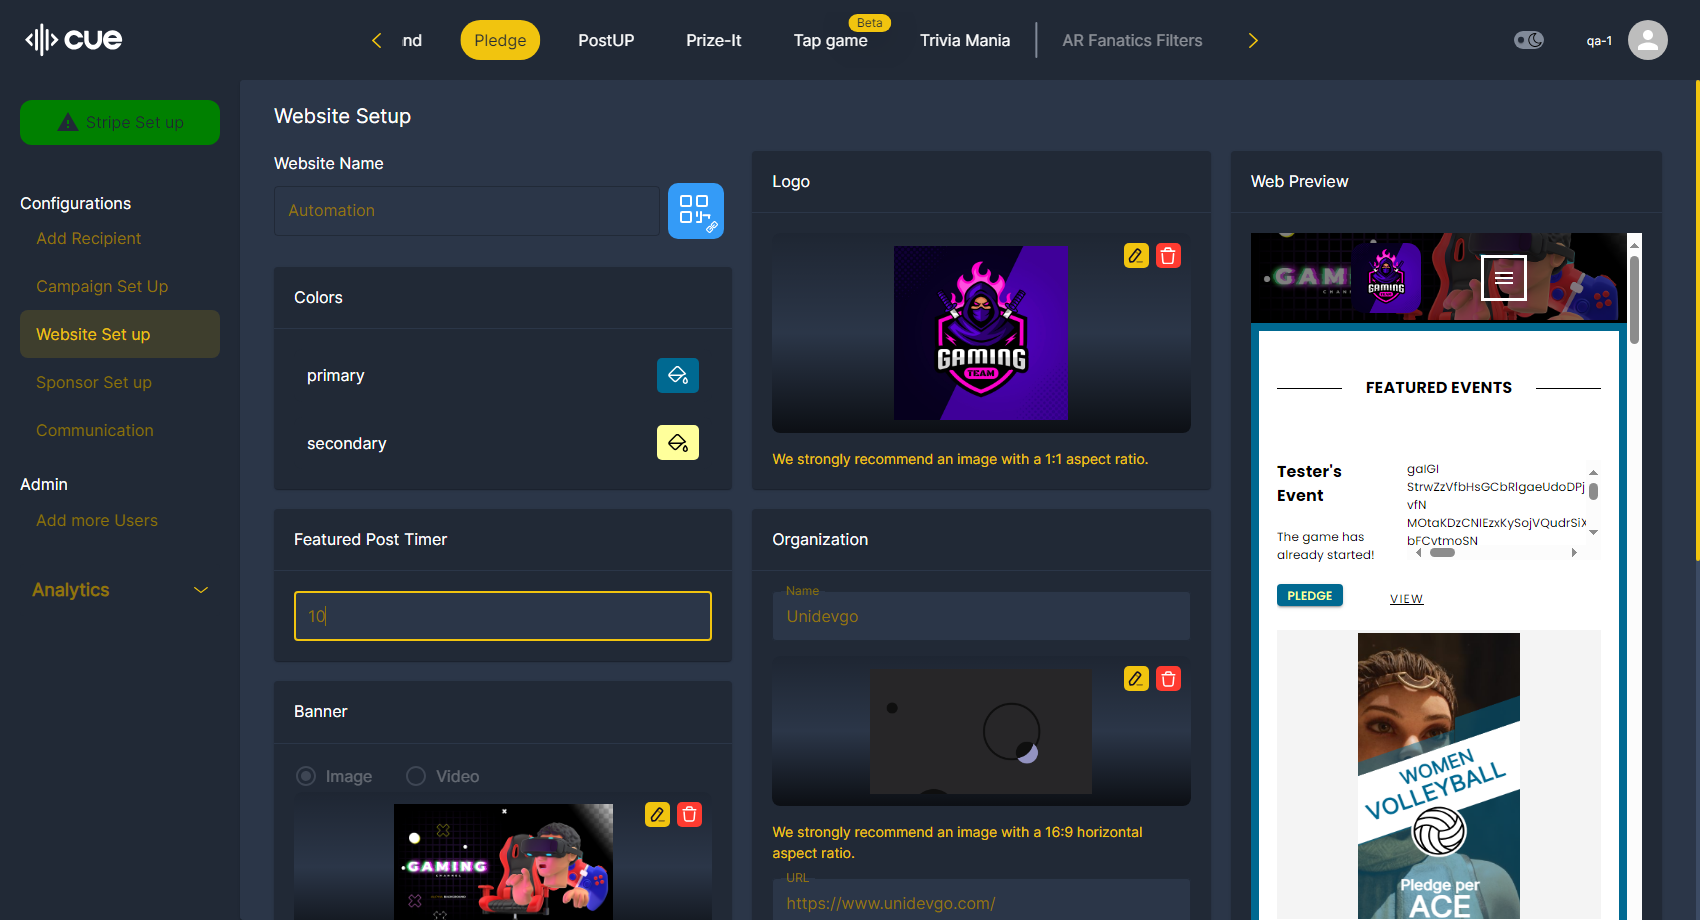 cue
nd
Pledge
PostUP
Prize-It
Tap game
Beta
Trivia Mania
AR Fanatics Filters
qa-1
Stripe Set up
Configurations
Add Recipient
Campaign Set Up
Website Set up
Sponsor Set up
Communication
Admin
Add more Users
Analytics
Website Setup
Website Name
Automation
Colors
primary
secondary
Featured Post Timer
10
Banner
Image
Video
GAMING
CHANNEL
Logo
GAMING
TEAM
We strongly recommend an image with a 1:1 aspect ratio.
Organization
Name
Unidevgo
We strongly recommend an image with a 16:9 horizontal
aspect ratio.
URL
https://www.unidevgo.com/
Web Preview
GAMI
GAMING
FEATURED EVENTS
Tester's
Event
The game has
already started!
gaIGI
StrwZzVfbHsGCbRIgaeUdoDPj
vfN
MOtaKDzCNIEzxKySojVQudrSiX
bFCvtmoSN
PLEDGE
VIEW
WOMEN
VOLLEYBALL
Pledge per
ACE